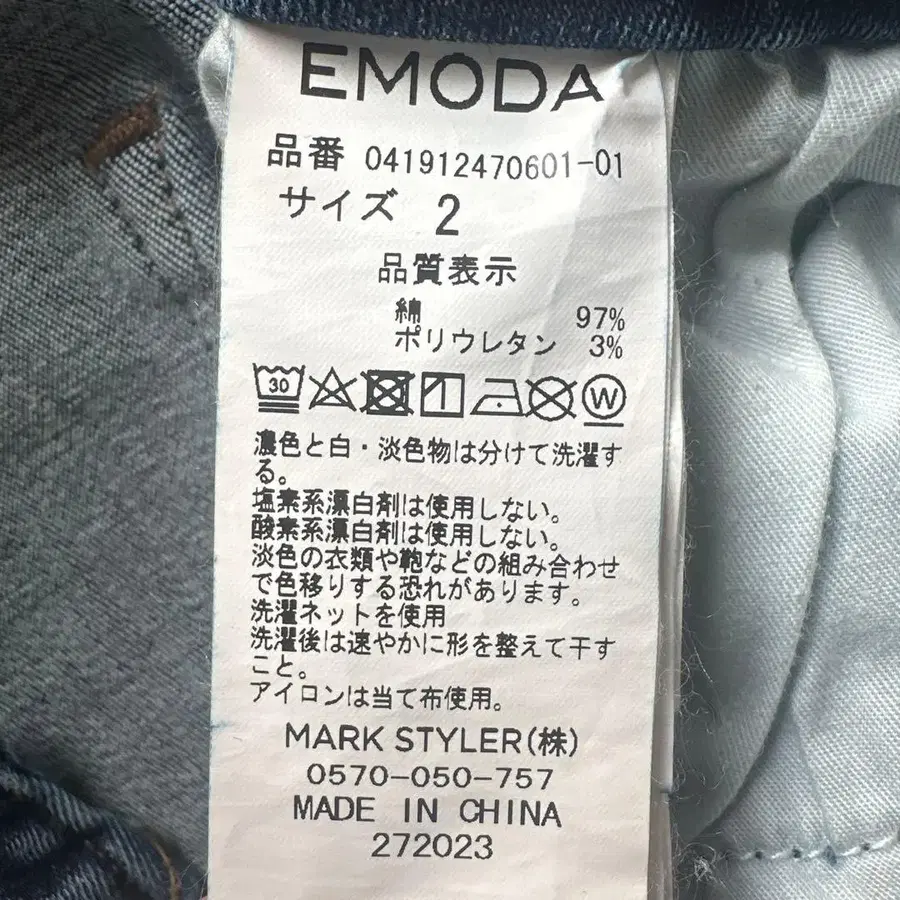 EMODA
品番 041912470601-01
サイズ 2
品質表示
綿 97%
ポリウレタン 3%
30 W
濃色と白・淡色物は分けて洗濯す
る。
塩素系漂白剤は使用しない。
酸素系漂白剤は使用しない。
淡色の衣類や鞄などの組み合わせ
で色移りする恐れがあります。
洗濯ネットを使用
洗濯後は速やかに形を整えて干す
こと。
アイロンは当て布使用。
MARK STYLER(株)
0570-050-757
MADE IN CHINA
272023